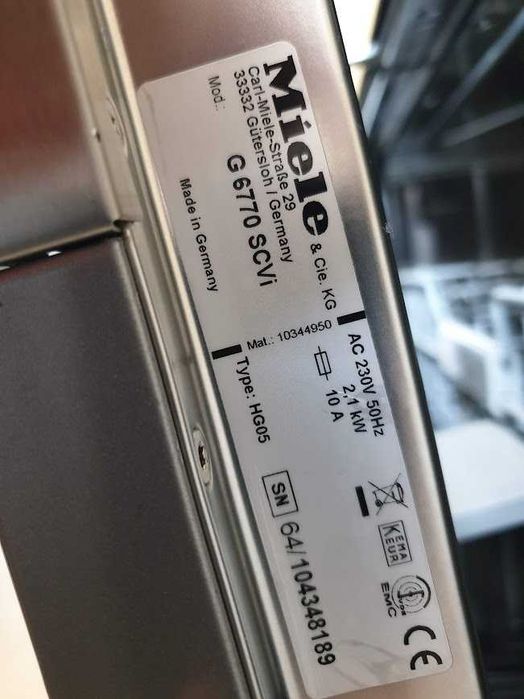 Miele & Cie. KG
Carl-Miele-Straße 29
33332 Gütersloh / Germany
Mod.: G 6770 SCVi
Made in Germany
Mat.: 10344950
AC 230V 50Hz
2,1 kW
10 A
Type: HG05
SN 64/104348189
KEMA
KEUR
EMC
CE